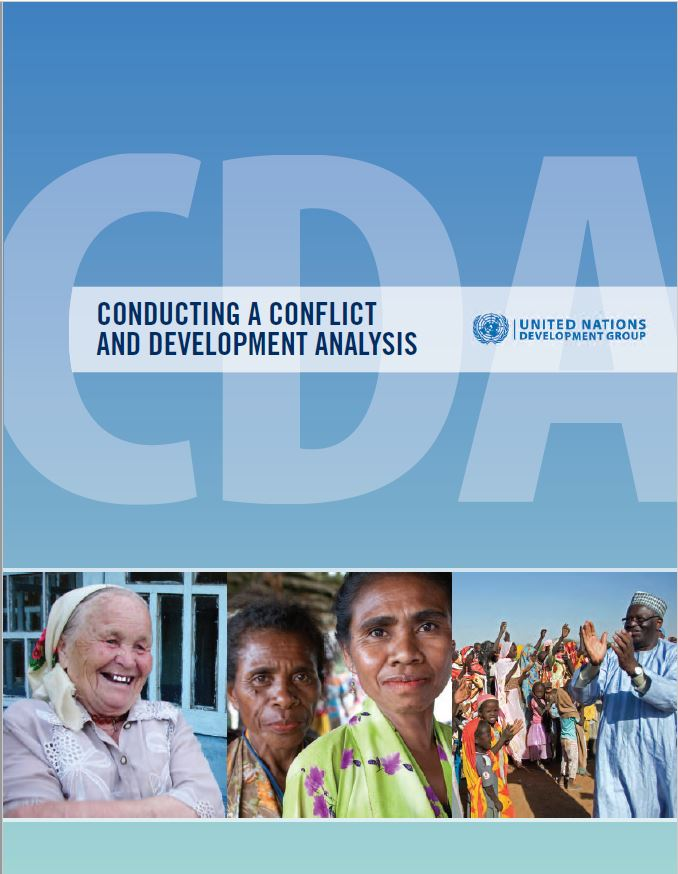 CDA
CONDUCTING A CONFLICT
AND DEVELOPMENT ANALYSIS
UNITED NATIONS
DEVELOPMENT GROUP